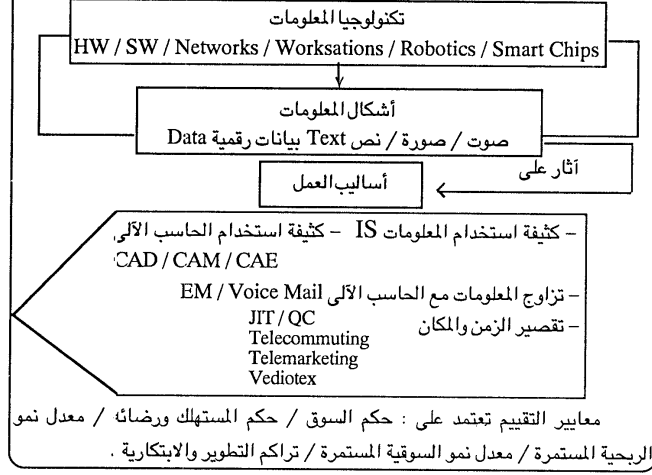 تكنولوجيا المعلومات
HW / SW / Networks / Worksations / Robotics / Smart Chips
أشكال المعلومات
صوت / صورة / نص Text بيانات رقمية Data
آثار على
أساليب العمل
– كثيفة استخدام المعلومات IS – كثيفة استخدام الحاسب الآلى
CAD / CAM / CAE
– تزاوج المعلومات مع الحاسب الآلى EM / Voice Mail
– تقصير الزمن والمكان JIT / QC
Telecommuting
Telemarketing
Vediotex
معايير التقييم تعتمد على : حكم السوق / حكم المستهلك ورضائه / معدل نمو
الربحية المستمرة / معدل نمو السوقية المستمرة / تراكم التطوير والابتكارية .